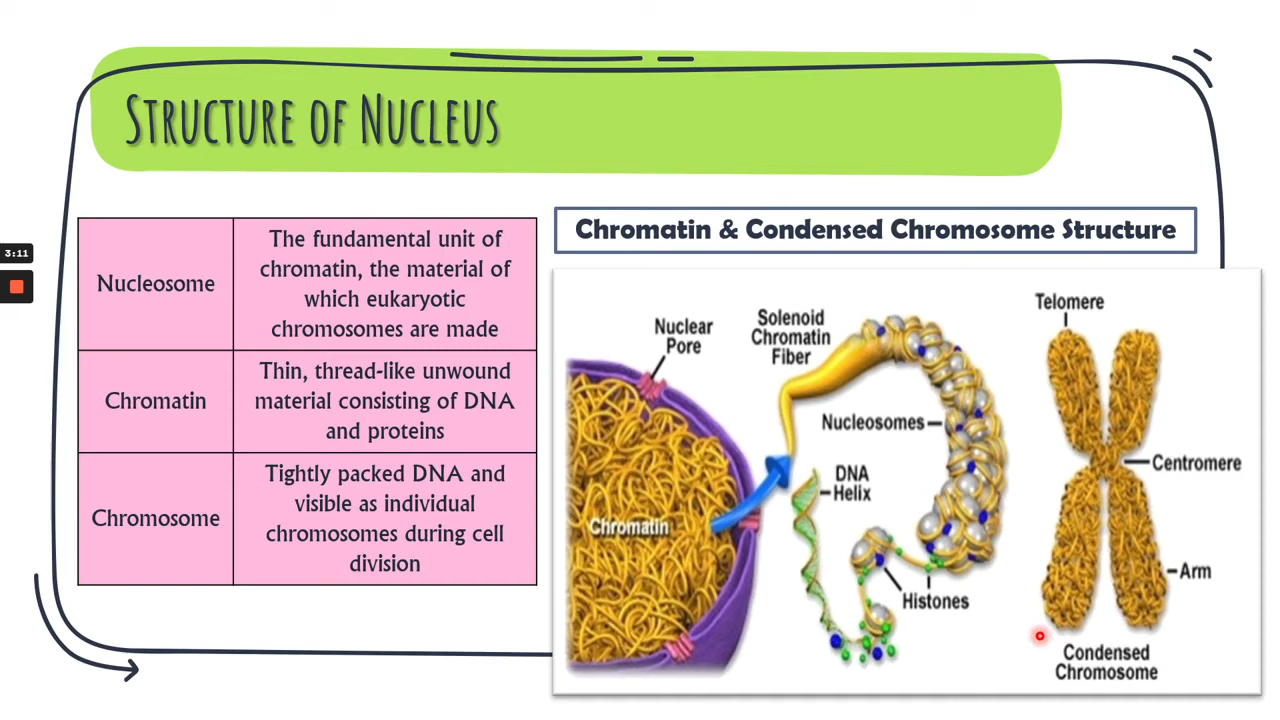 STRUCTURE OF NUCLEUS
3:11
Nucleosome
The fundamental unit of
chromatin, the material of
which eukaryotic
chromosomes are made
Chromatin
Thin, thread-like unwound
material consisting of DNA
and proteins
Chromosome
Tightly packed DNA and
visible as individual
chromosomes during cell
division
Chromatin & Condensed Chromosome Structure
Nuclear
Pore
Solenoid
Chromatin
Fiber
Telomere
Nucleosomes
Centromere
DNA
Helix
Chromatin
Arm
Histones
Condensed
Chromosome